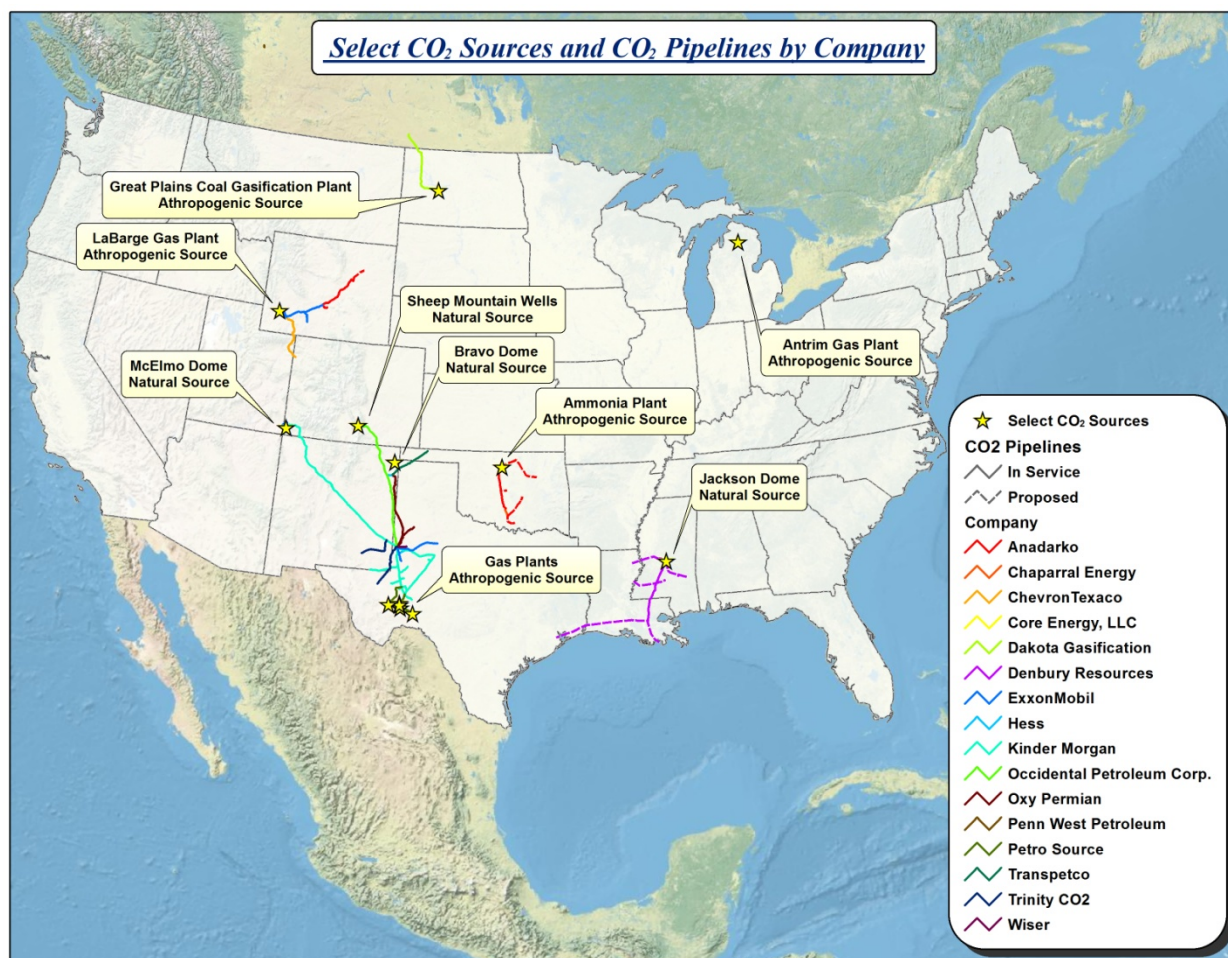 Select CO₂ Sources and CO₂ Pipelines by Company
Great Plains Coal Gasification Plant
Athropogenic Source
LaBarge Gas Plant
Athropogenic Source
Sheep Mountain Wells
Natural Source
Bravo Dome
Natural Source
McElmo Dome
Natural Source
Ammonia Plant
Athropogenic Source
Antrim Gas Plant
Athropogenic Source
Jackson Dome
Natural Source
Gas Plants
Athropogenic Source
Select CO₂ Sources
CO2 Pipelines
In Service
Proposed
Company
Anadarko
Chaparral Energy
ChevronTexaco
Core Energy, LLC
Dakota Gasification
Denbury Resources
ExxonMobil
Hess
Kinder Morgan
Occidental Petroleum Corp.
Oxy Permian
Penn West Petroleum
Petro Source
Transpetco
Trinity CO2
Wiser